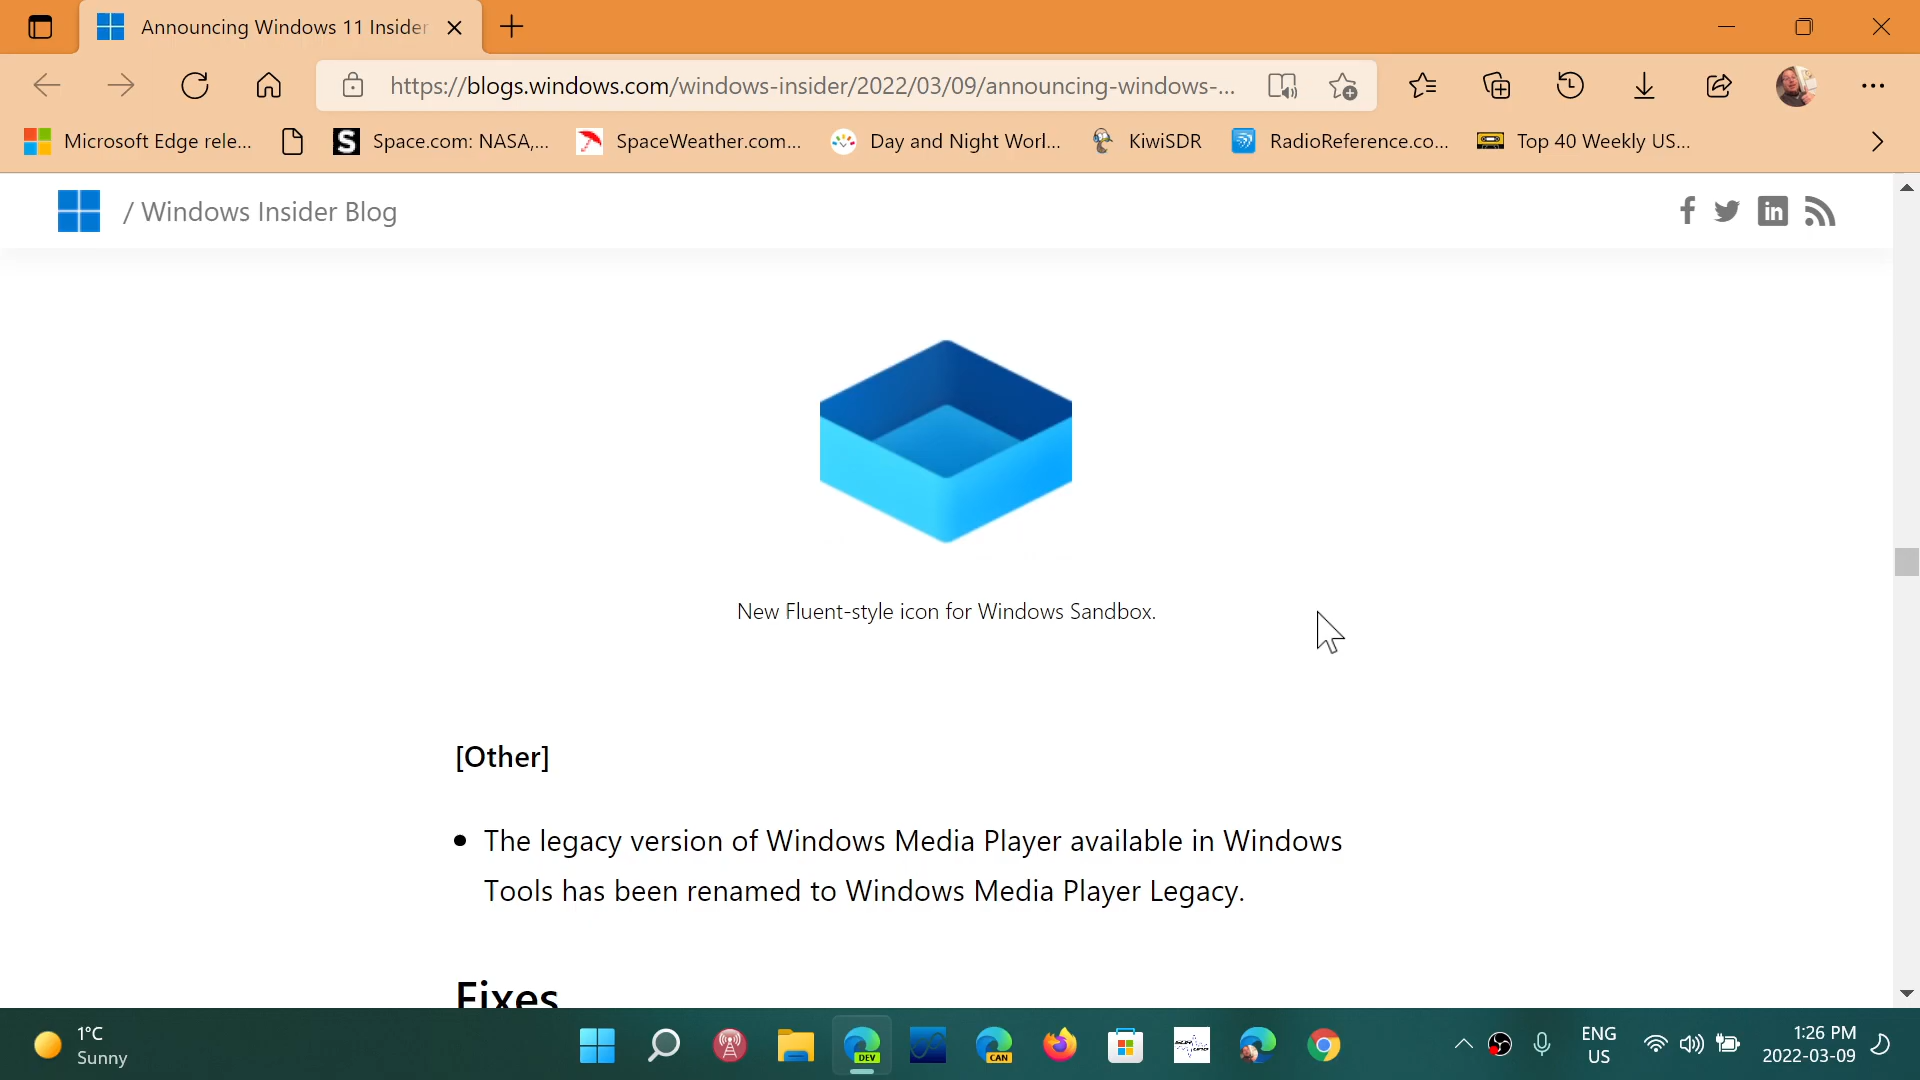 Announcing Windows 11 Insider
https://blogs.windows.com/windows-insider/2022/03/09/announcing-windows-...
Microsoft Edge rele...
Space.com: NASA,...
SpaceWeather.com...
Day and Night Worl...
KiwiSDR
RadioReference.co...
Top 40 Weekly US...
/ Windows Insider Blog
New Fluent-style icon for Windows Sandbox.
[Other]
• The legacy version of Windows Media Player available in Windows
Tools has been renamed to Windows Media Player Legacy.
Fixes
1°C
Sunny
DEV
CAN
ENG
US
1:26 PM
2022-03-09